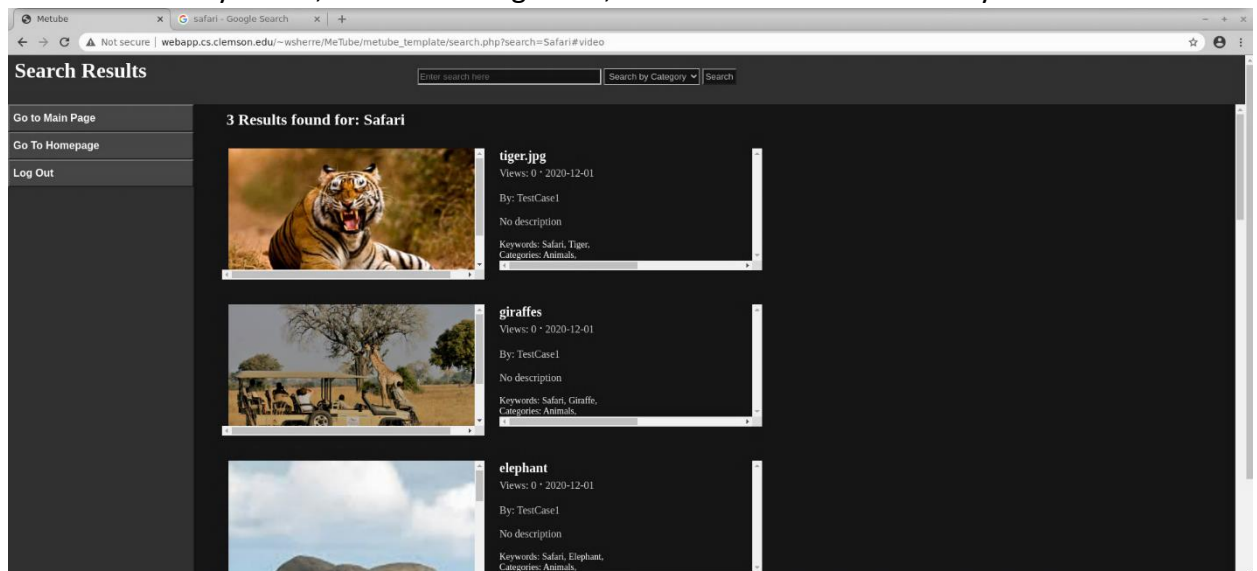 Metube
safari - Google Search
Not secure | webapp.cs.clemson.edu/~wsherre/MeTube/metube_template/search.php?search=Safari#video
Search Results
Enter search here
Search by Category
Search
Go to Main Page
Go To Homepage
Log Out
3 Results found for: Safari
tiger.jpg
Views: 0 · 2020-12-01
By: TestCase1
No description
Keywords: Safari, Tiger,
Categories: Animals,
giraffes
Views: 0 · 2020-12-01
By: TestCase1
No description
Keywords: Safari, Giraffe,
Categories: Animals,
elephant
Views: 0 · 2020-12-01
By: TestCase1
No description
Keywords: Safari, Elephant,
Categories: Animals,